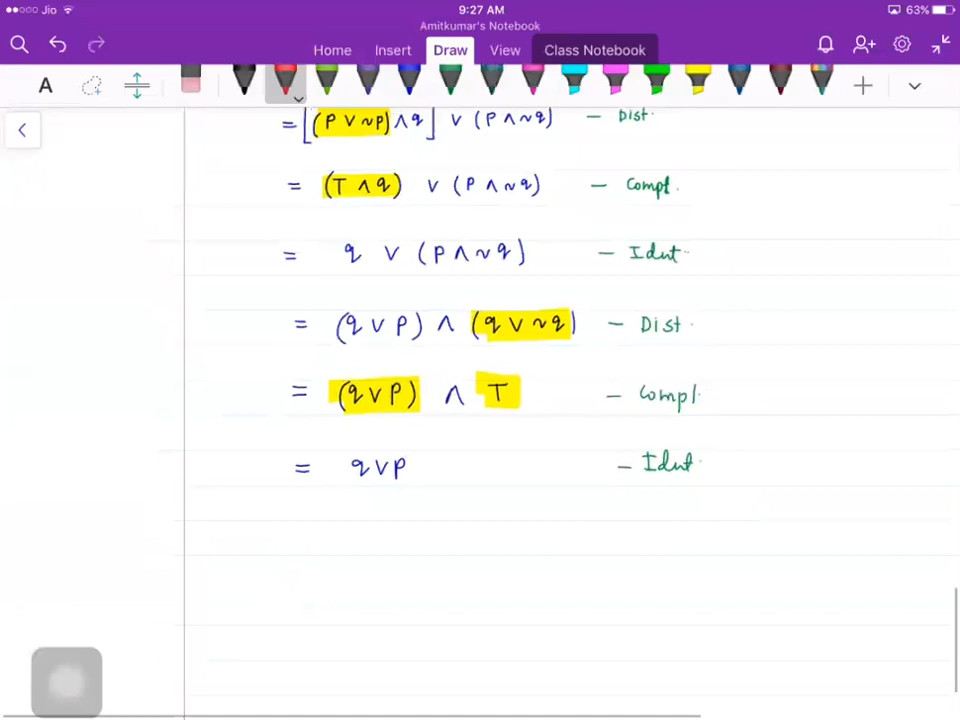 Jio 9:27 AM 63%
Amitkumar's Notebook
Home Insert Draw View Class Notebook
A
= [(P ∨ ~P) ∧ q] ∨ (P ∧ ~q) – Dist.
= (T ∧ q) ∨ (P ∧ ~q) – Compl.
= q ∨ (P ∧ ~q) – Idnt.
= (q ∨ P) ∧ (q ∨ ~q) – Dist.
= (q ∨ P) ∧ T – Compl.
= q ∨ P – Idnt.